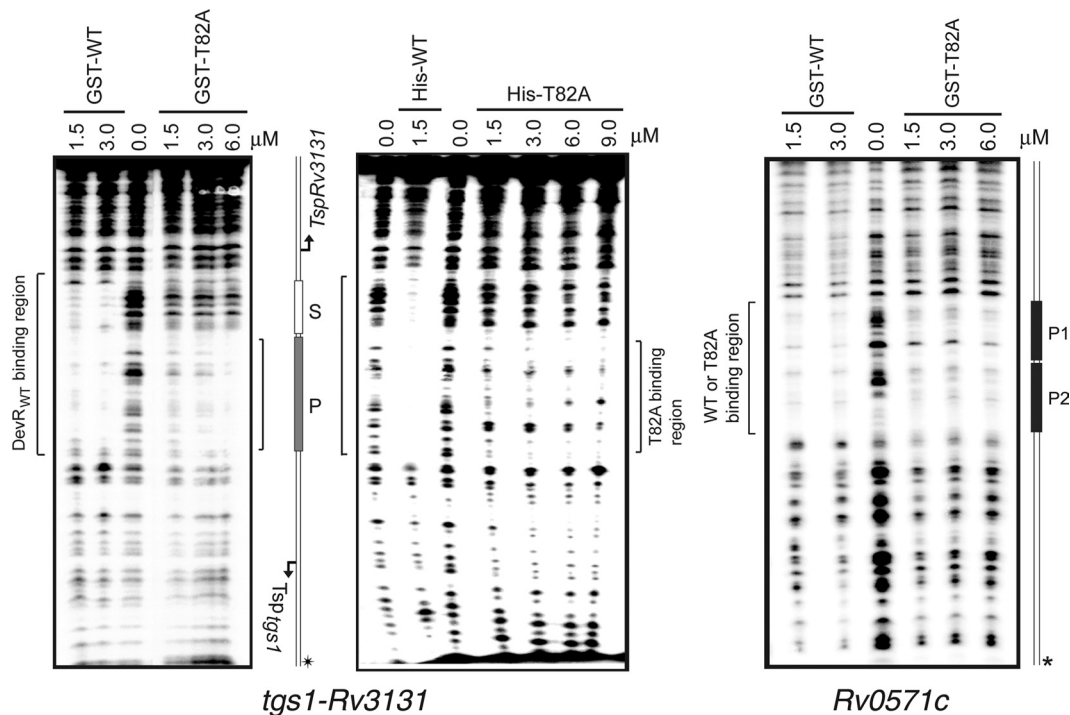 GST-WT
GST-T82A
1.5 3.0 0.0 1.5 3.0 6.0 μM
DevRWT binding region
TspRv3131
S
P
Tsptgs1
*
His-WT
His-T82A
0.0 1.5 0.0 1.5 3.0 6.0 9.0
T82A binding
region
tgs1-Rv3131
GST-WT
GST-T82A
1.5 3.0 0.0 1.5 3.0 6.0 μM
WT or T82A
binding region
P1
P2
*
Rv0571c